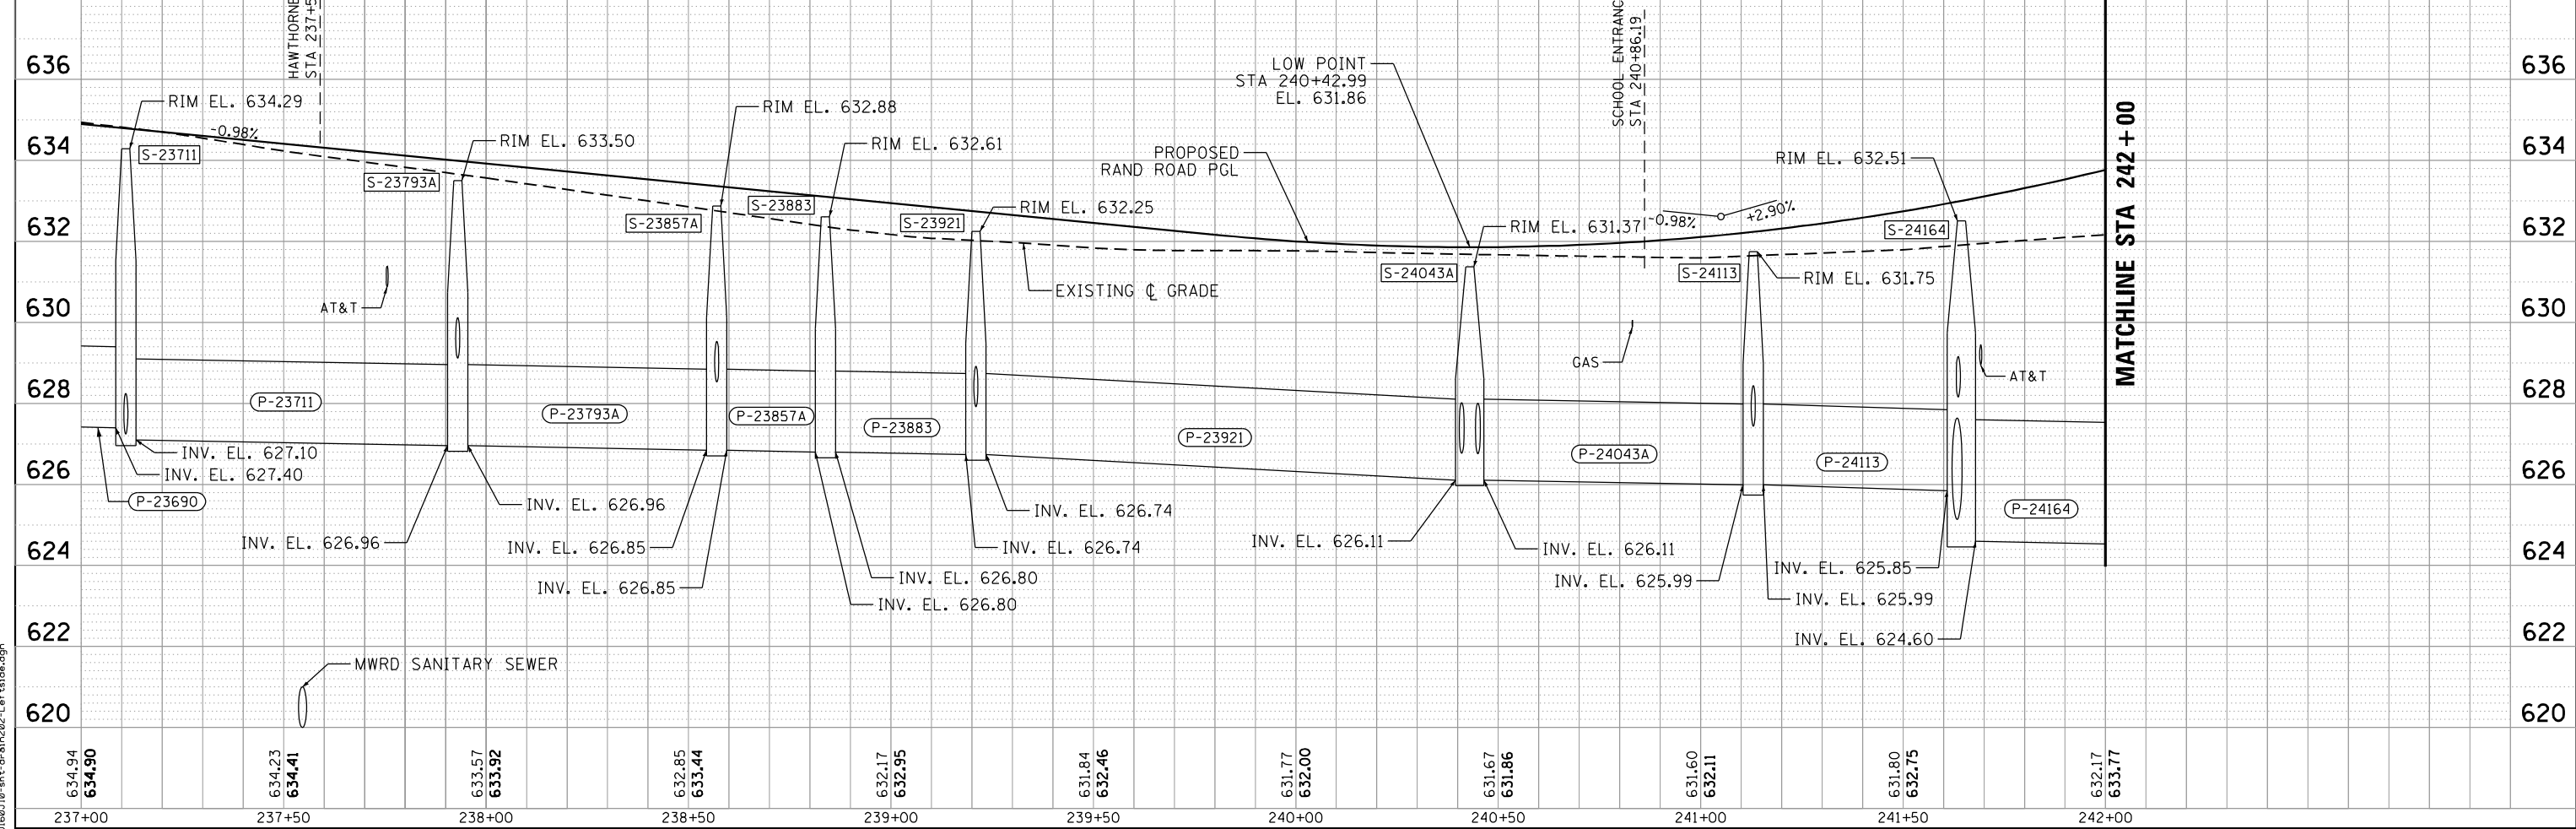 HAWTHORNE
STA 237+5
SCHOOL ENTRANC
STA 240+86.19
636
636
LOW POINT
STA 240+42.99
EL. 631.86
RIM EL. 634.29
RIM EL. 632.88
-0.98%
RIM EL. 633.50
RIM EL. 632.61
634
634
S-23711
PROPOSED
RAND ROAD PGL
RIM EL. 632.51
MATCHLINE STA 242+00
S-23793A
S-23883
RIM EL. 632.25
-0.98%
+2.90%
S-23857A
S-23921
RIM EL. 631.37
S-24164
632
632
S-24043A
S-24113
RIM EL. 631.75
EXISTING ℄ GRADE
AT&T
630
630
GAS
AT&T
628
628
P-23711
P-23793A
P-23857A
P-23883
P-23921
P-24043A
P-24113
INV. EL. 627.10
INV. EL. 627.40
626
626
P-23690
INV. EL. 626.96
INV. EL. 626.74
P-24164
INV. EL. 626.96
INV. EL. 626.85
INV. EL. 626.74
INV. EL. 626.11
INV. EL. 626.11
624
624
INV. EL. 626.85
INV. EL. 626.80
INV. EL. 626.80
INV. EL. 625.99
INV. EL. 625.85
INV. EL. 625.99
622
622
INV. EL. 624.60
MWRD SANITARY SEWER
620
620
634.94
634.90
634.23
634.41
633.57
633.92
632.85
633.44
632.17
632.95
631.84
632.46
631.77
632.00
631.67
631.86
631.60
632.11
631.80
632.75
632.17
633.77
237+00
237+50
238+00
238+50
239+00
239+50
240+00
240+50
241+00
241+50
242+00